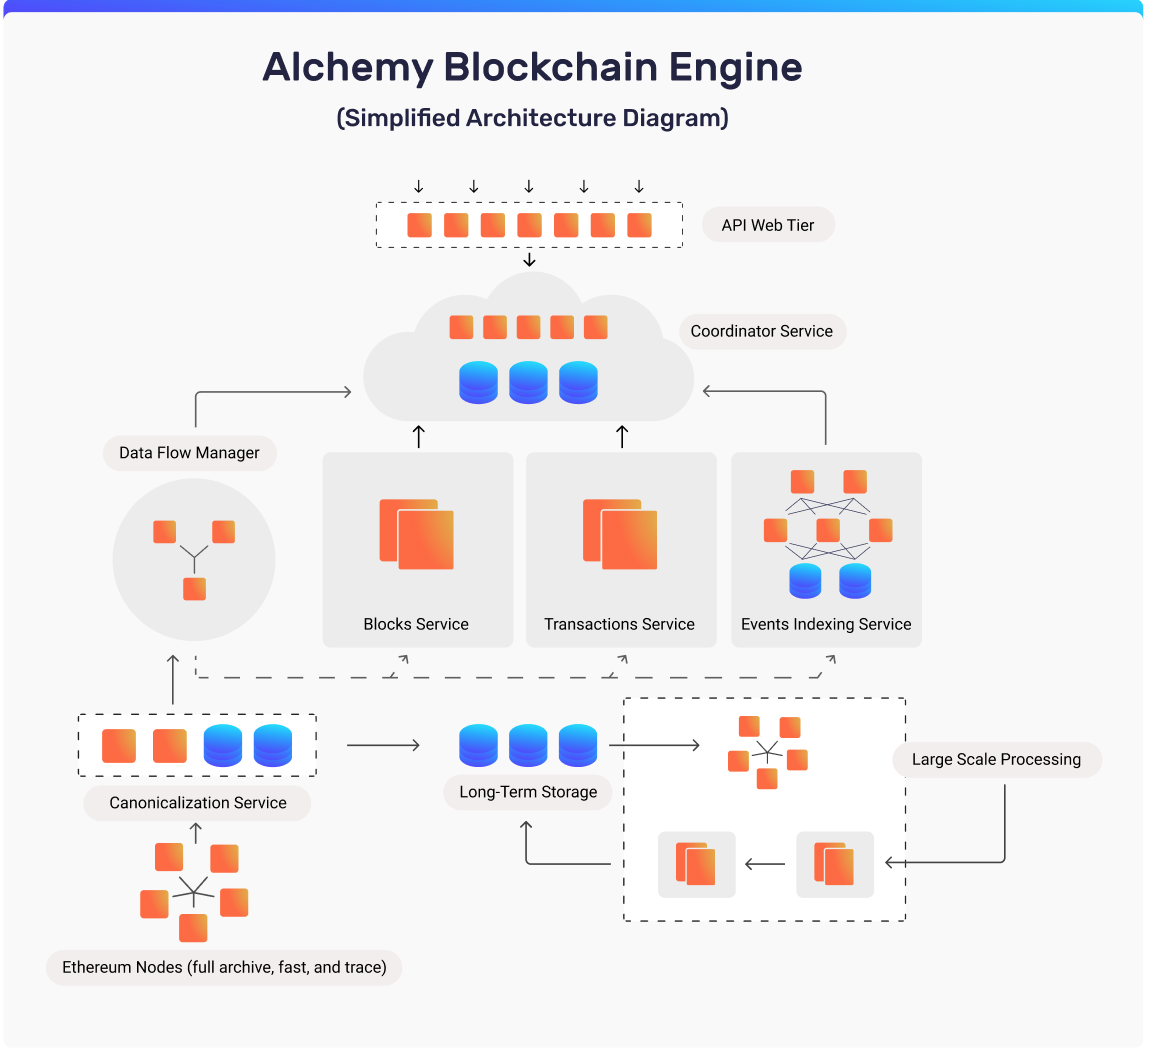 Alchemy Blockchain Engine
(Simplified Architecture Diagram)
API Web Tier
Coordinator Service
Data Flow Manager
Blocks Service
Transactions Service
Events Indexing Service
Large Scale Processing
Long-Term Storage
Canonicalization Service
Ethereum Nodes (full archive, fast, and trace)